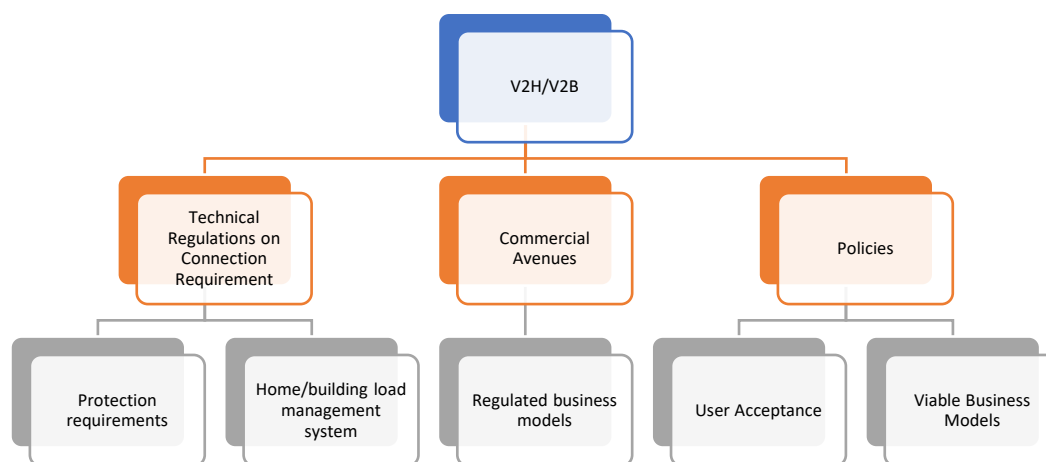 V2H/V2B
Technical
Regulations on
Connection
Requirement
Commercial
Avenues
Policies
Protection
requirements
Home/building load
management
system
Regulated business
models
User Acceptance
Viable Business
Models